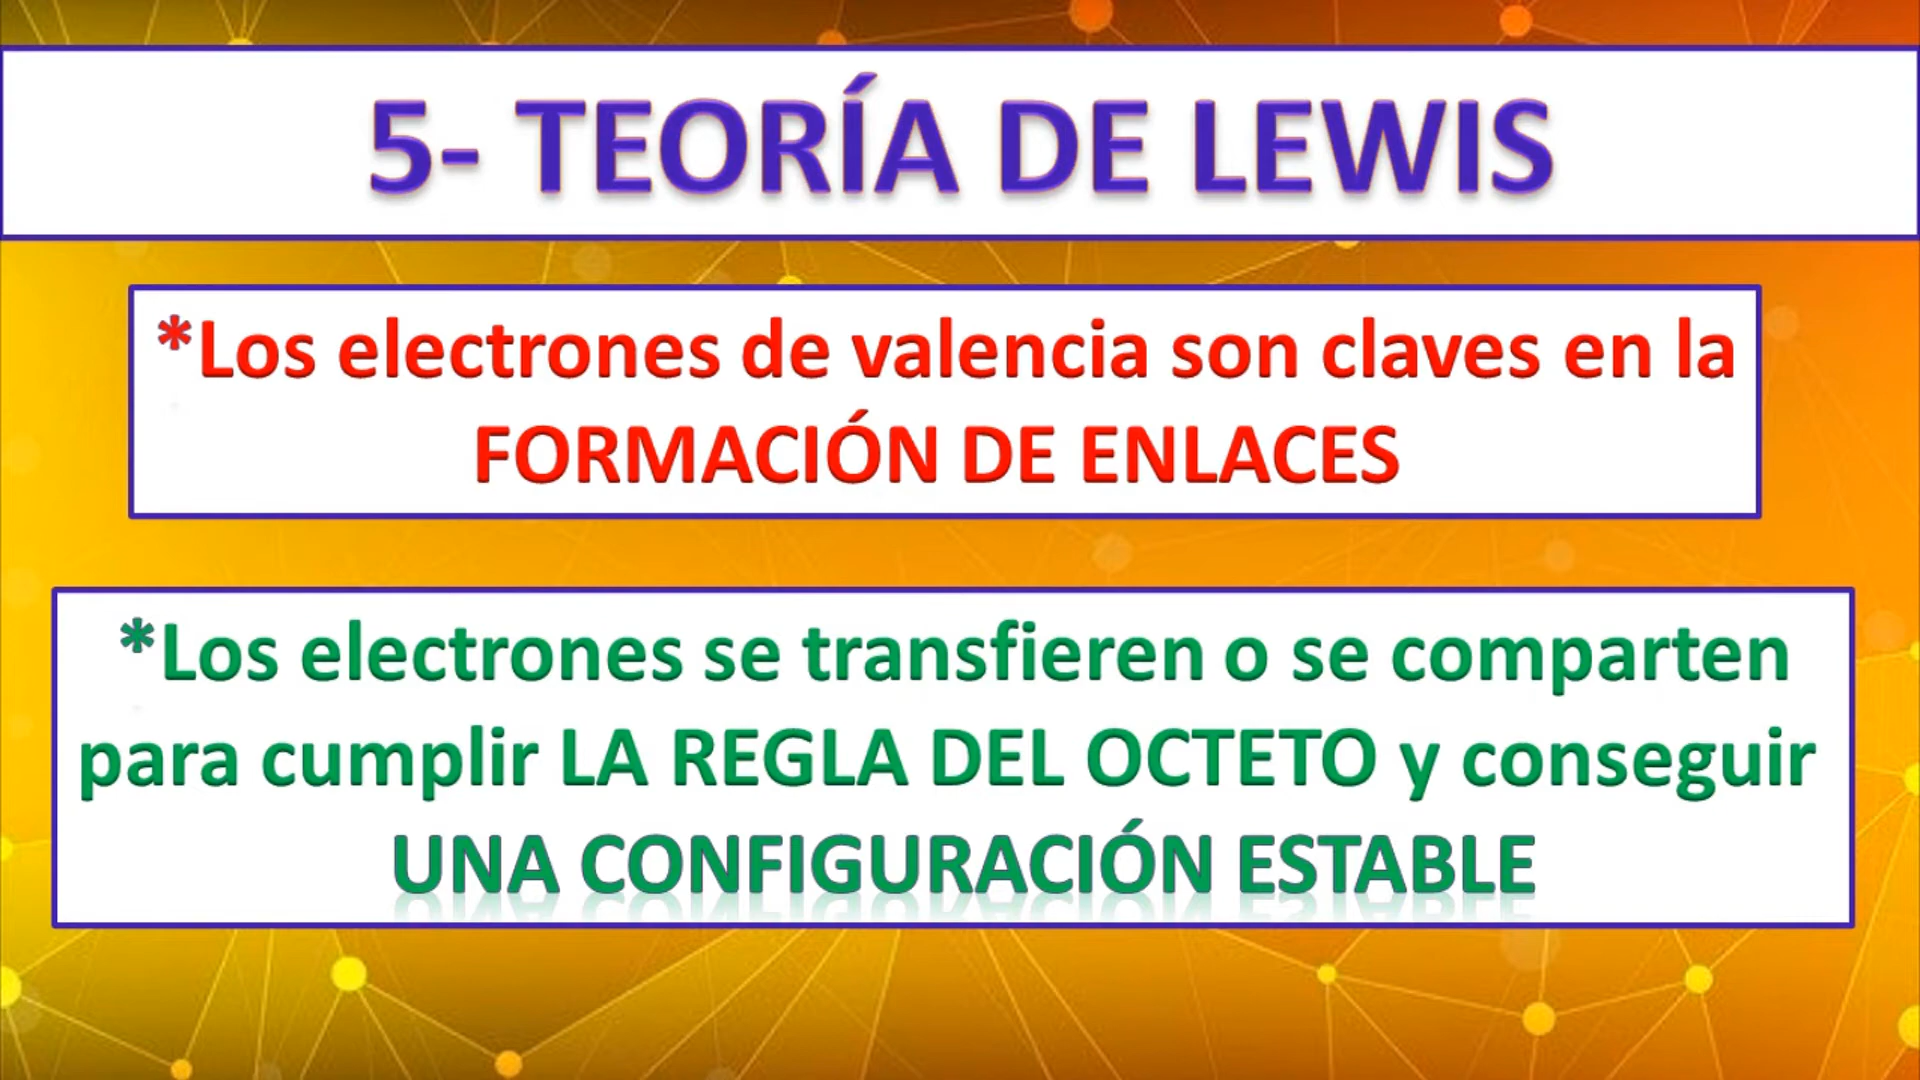 5- TEORÍA DE LEWIS
*Los electrones de valencia son claves en la
FORMACIÓN DE ENLACES
*Los electrones se transfieren o se comparten
para cumplir LA REGLA DEL OCTETO y conseguir
UNA CONFIGURACIÓN ESTABLE